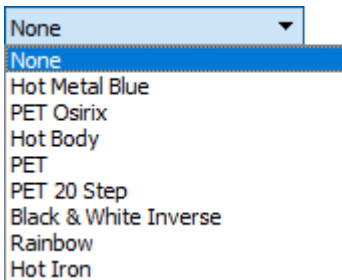 None
None
Hot Metal Blue
PET Osirix
Hot Body
PET
PET 20 Step
Black & White Inverse
Rainbow
Hot Iron